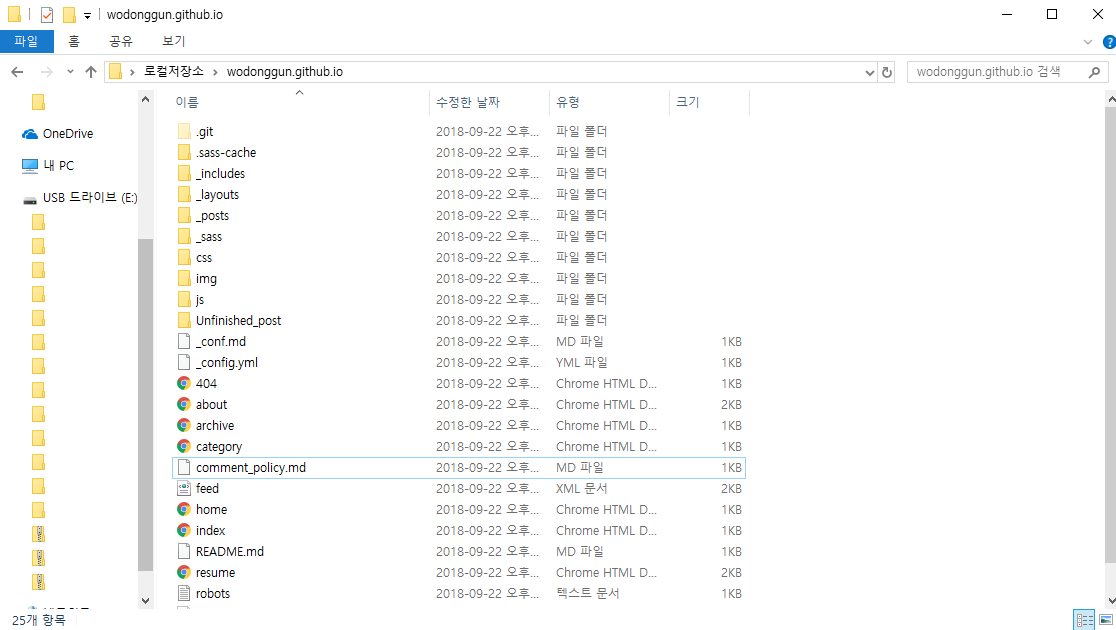 wodonggun.github.io
파일 홈 공유 보기
로컬저장소 wodonggun.github.io wodonggun.github.io 검색
OneDrive
내 PC
USB 드라이브 (E:)
이름 수정한 날짜 유형 크기
.git 2018-09-22 오후... 파일 폴더
.sass-cache 2018-09-22 오후... 파일 폴더
_includes 2018-09-22 오후... 파일 폴더
_layouts 2018-09-22 오후... 파일 폴더
_posts 2018-09-22 오후... 파일 폴더
_sass 2018-09-22 오후... 파일 폴더
css 2018-09-22 오후... 파일 폴더
img 2018-09-22 오후... 파일 폴더
js 2018-09-22 오후... 파일 폴더
Unfinished_post 2018-09-22 오후... 파일 폴더
_conf.md 2018-09-22 오후... MD 파일 1KB
_config.yml 2018-09-22 오후... YML 파일 1KB
404 2018-09-22 오후... Chrome HTML D... 1KB
about 2018-09-22 오후... Chrome HTML D... 2KB
archive 2018-09-22 오후... Chrome HTML D... 1KB
category 2018-09-22 오후... Chrome HTML D... 1KB
comment_policy.md 2018-09-22 오후... MD 파일 1KB
feed 2018-09-22 오후... XML 문서 2KB
home 2018-09-22 오후... Chrome HTML D... 1KB
index 2018-09-22 오후... Chrome HTML D... 1KB
README.md 2018-09-22 오후... MD 파일 1KB
resume 2018-09-22 오후... Chrome HTML D... 2KB
robots 2018-09-22 오후... 텍스트 문서 1KB
25개 항목